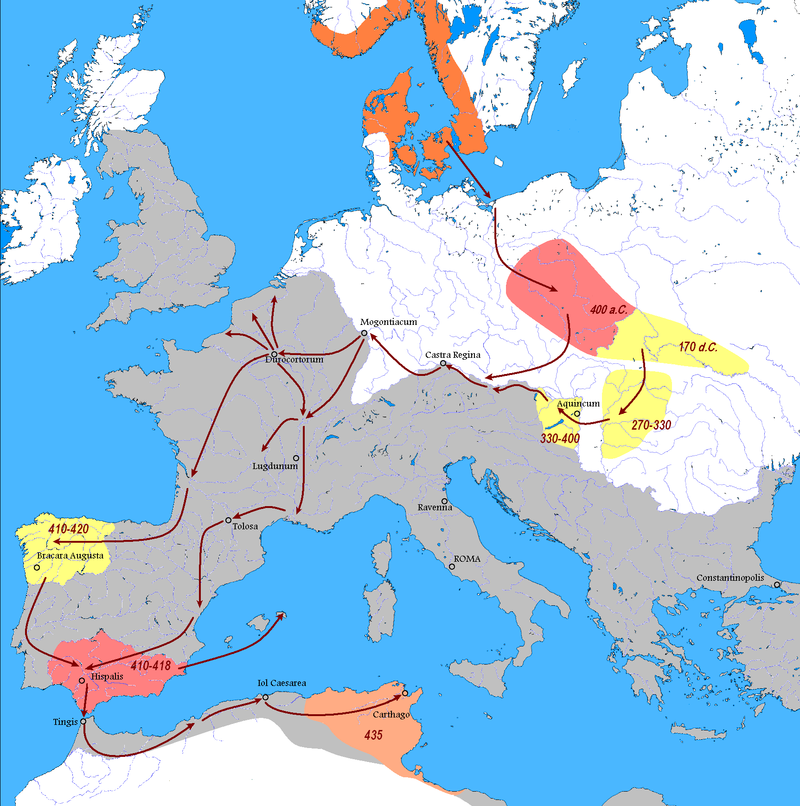 400 a.C.
Mogontiacum
170 d.C.
Castra Regina
Durocortorum
Aquincum
270-330
330-400
Lugdunum
Ravenna
410-420
Tolosa
Bracara Augusta
ROMA
Constantinopolis
410-418
Hispalis
Iol Caesarea
Carthago
Tingis
435